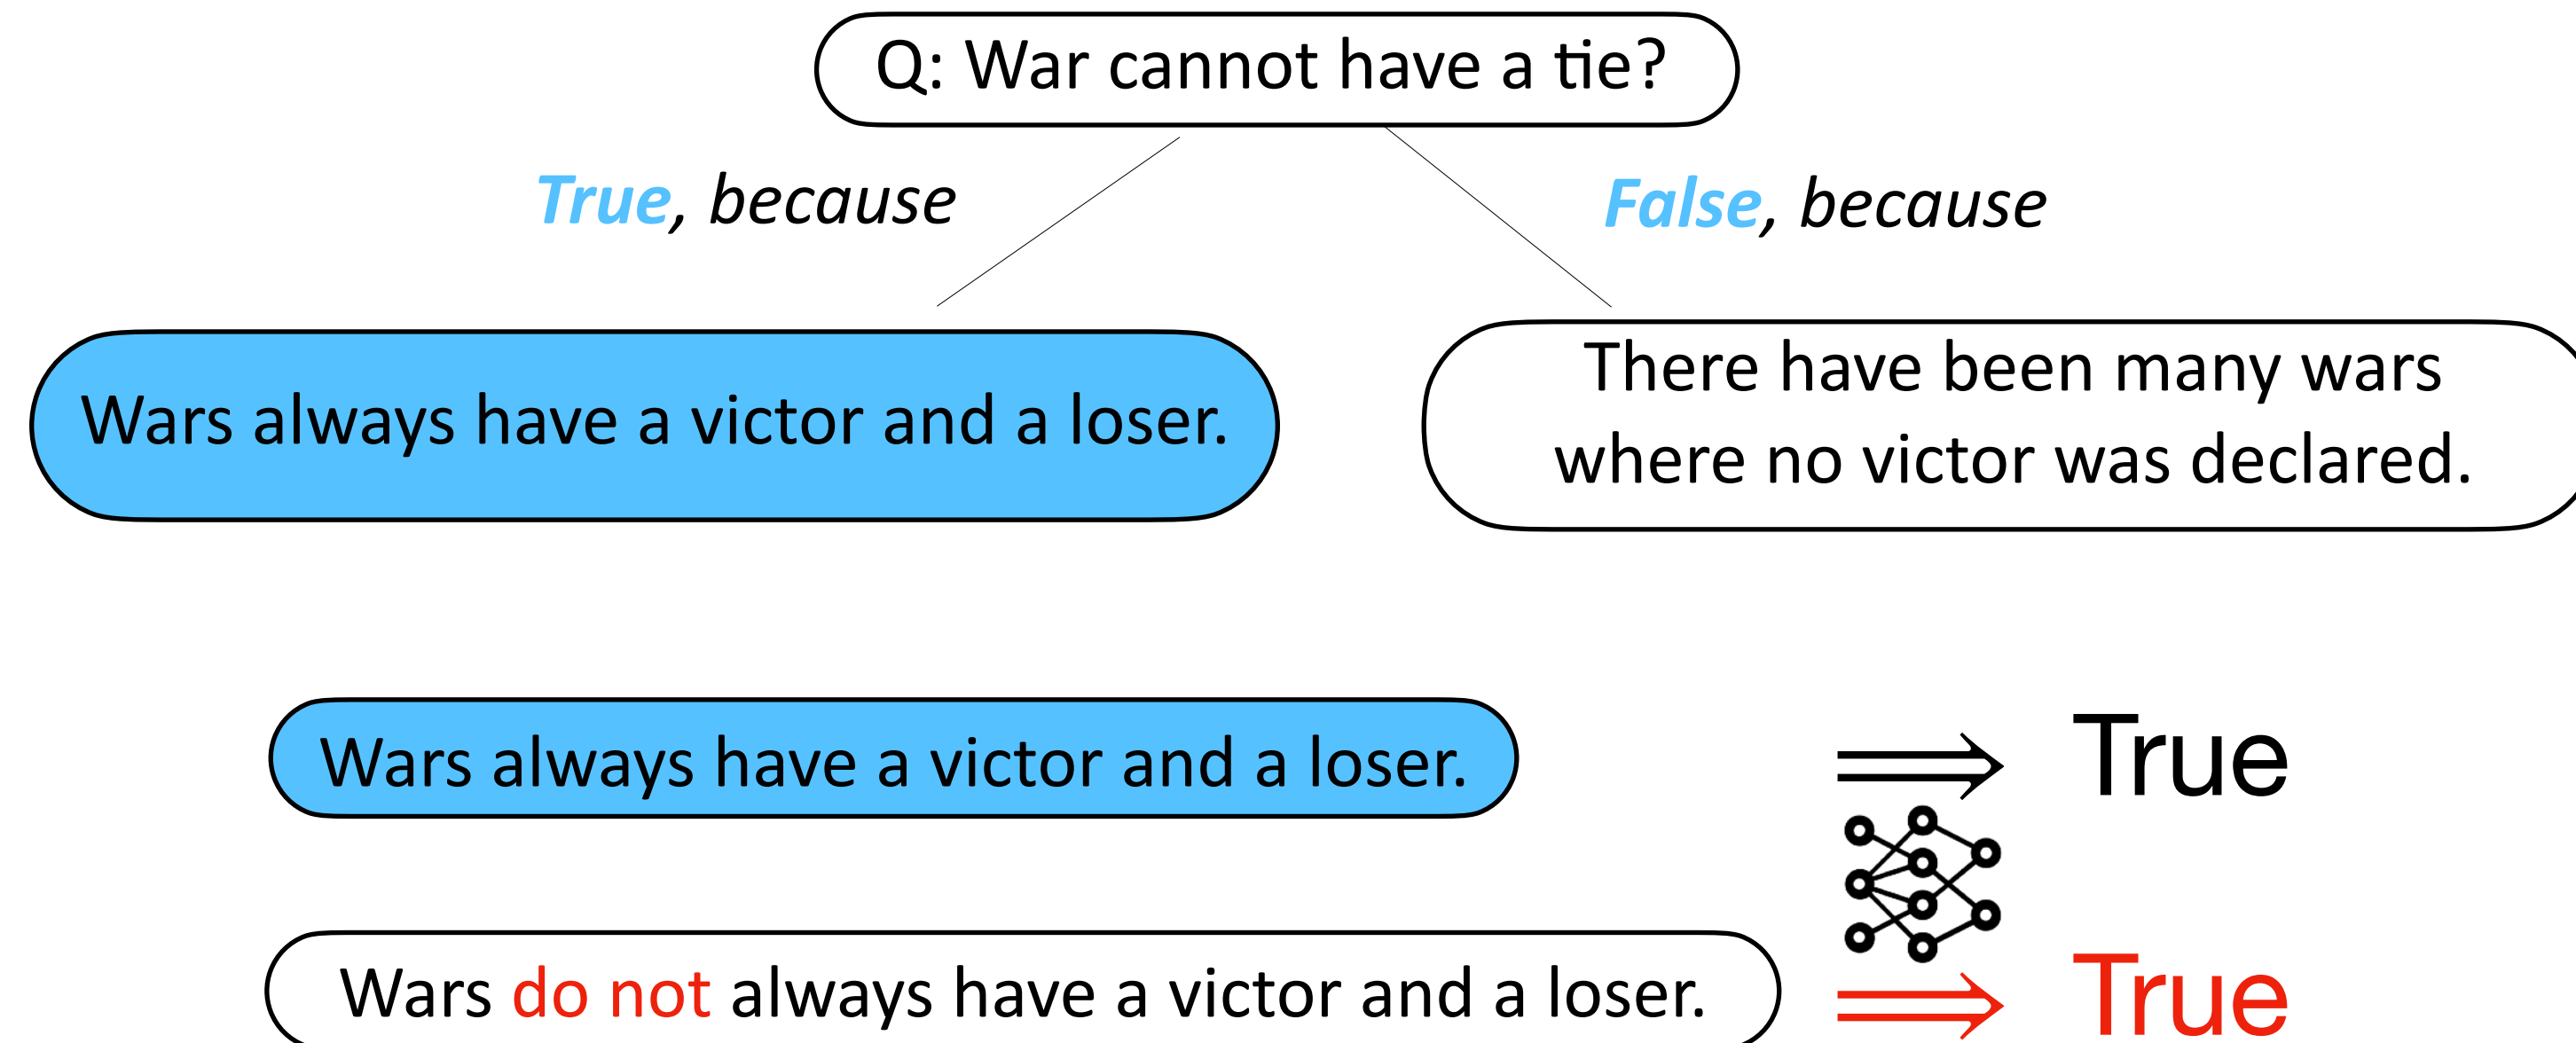 Q: War cannot have a tie?
True, because
False, because
Wars always have a victor and a loser.
There have been many wars
where no victor was declared.
Wars always have a victor and a loser.
True
Wars do not always have a victor and a loser.
True